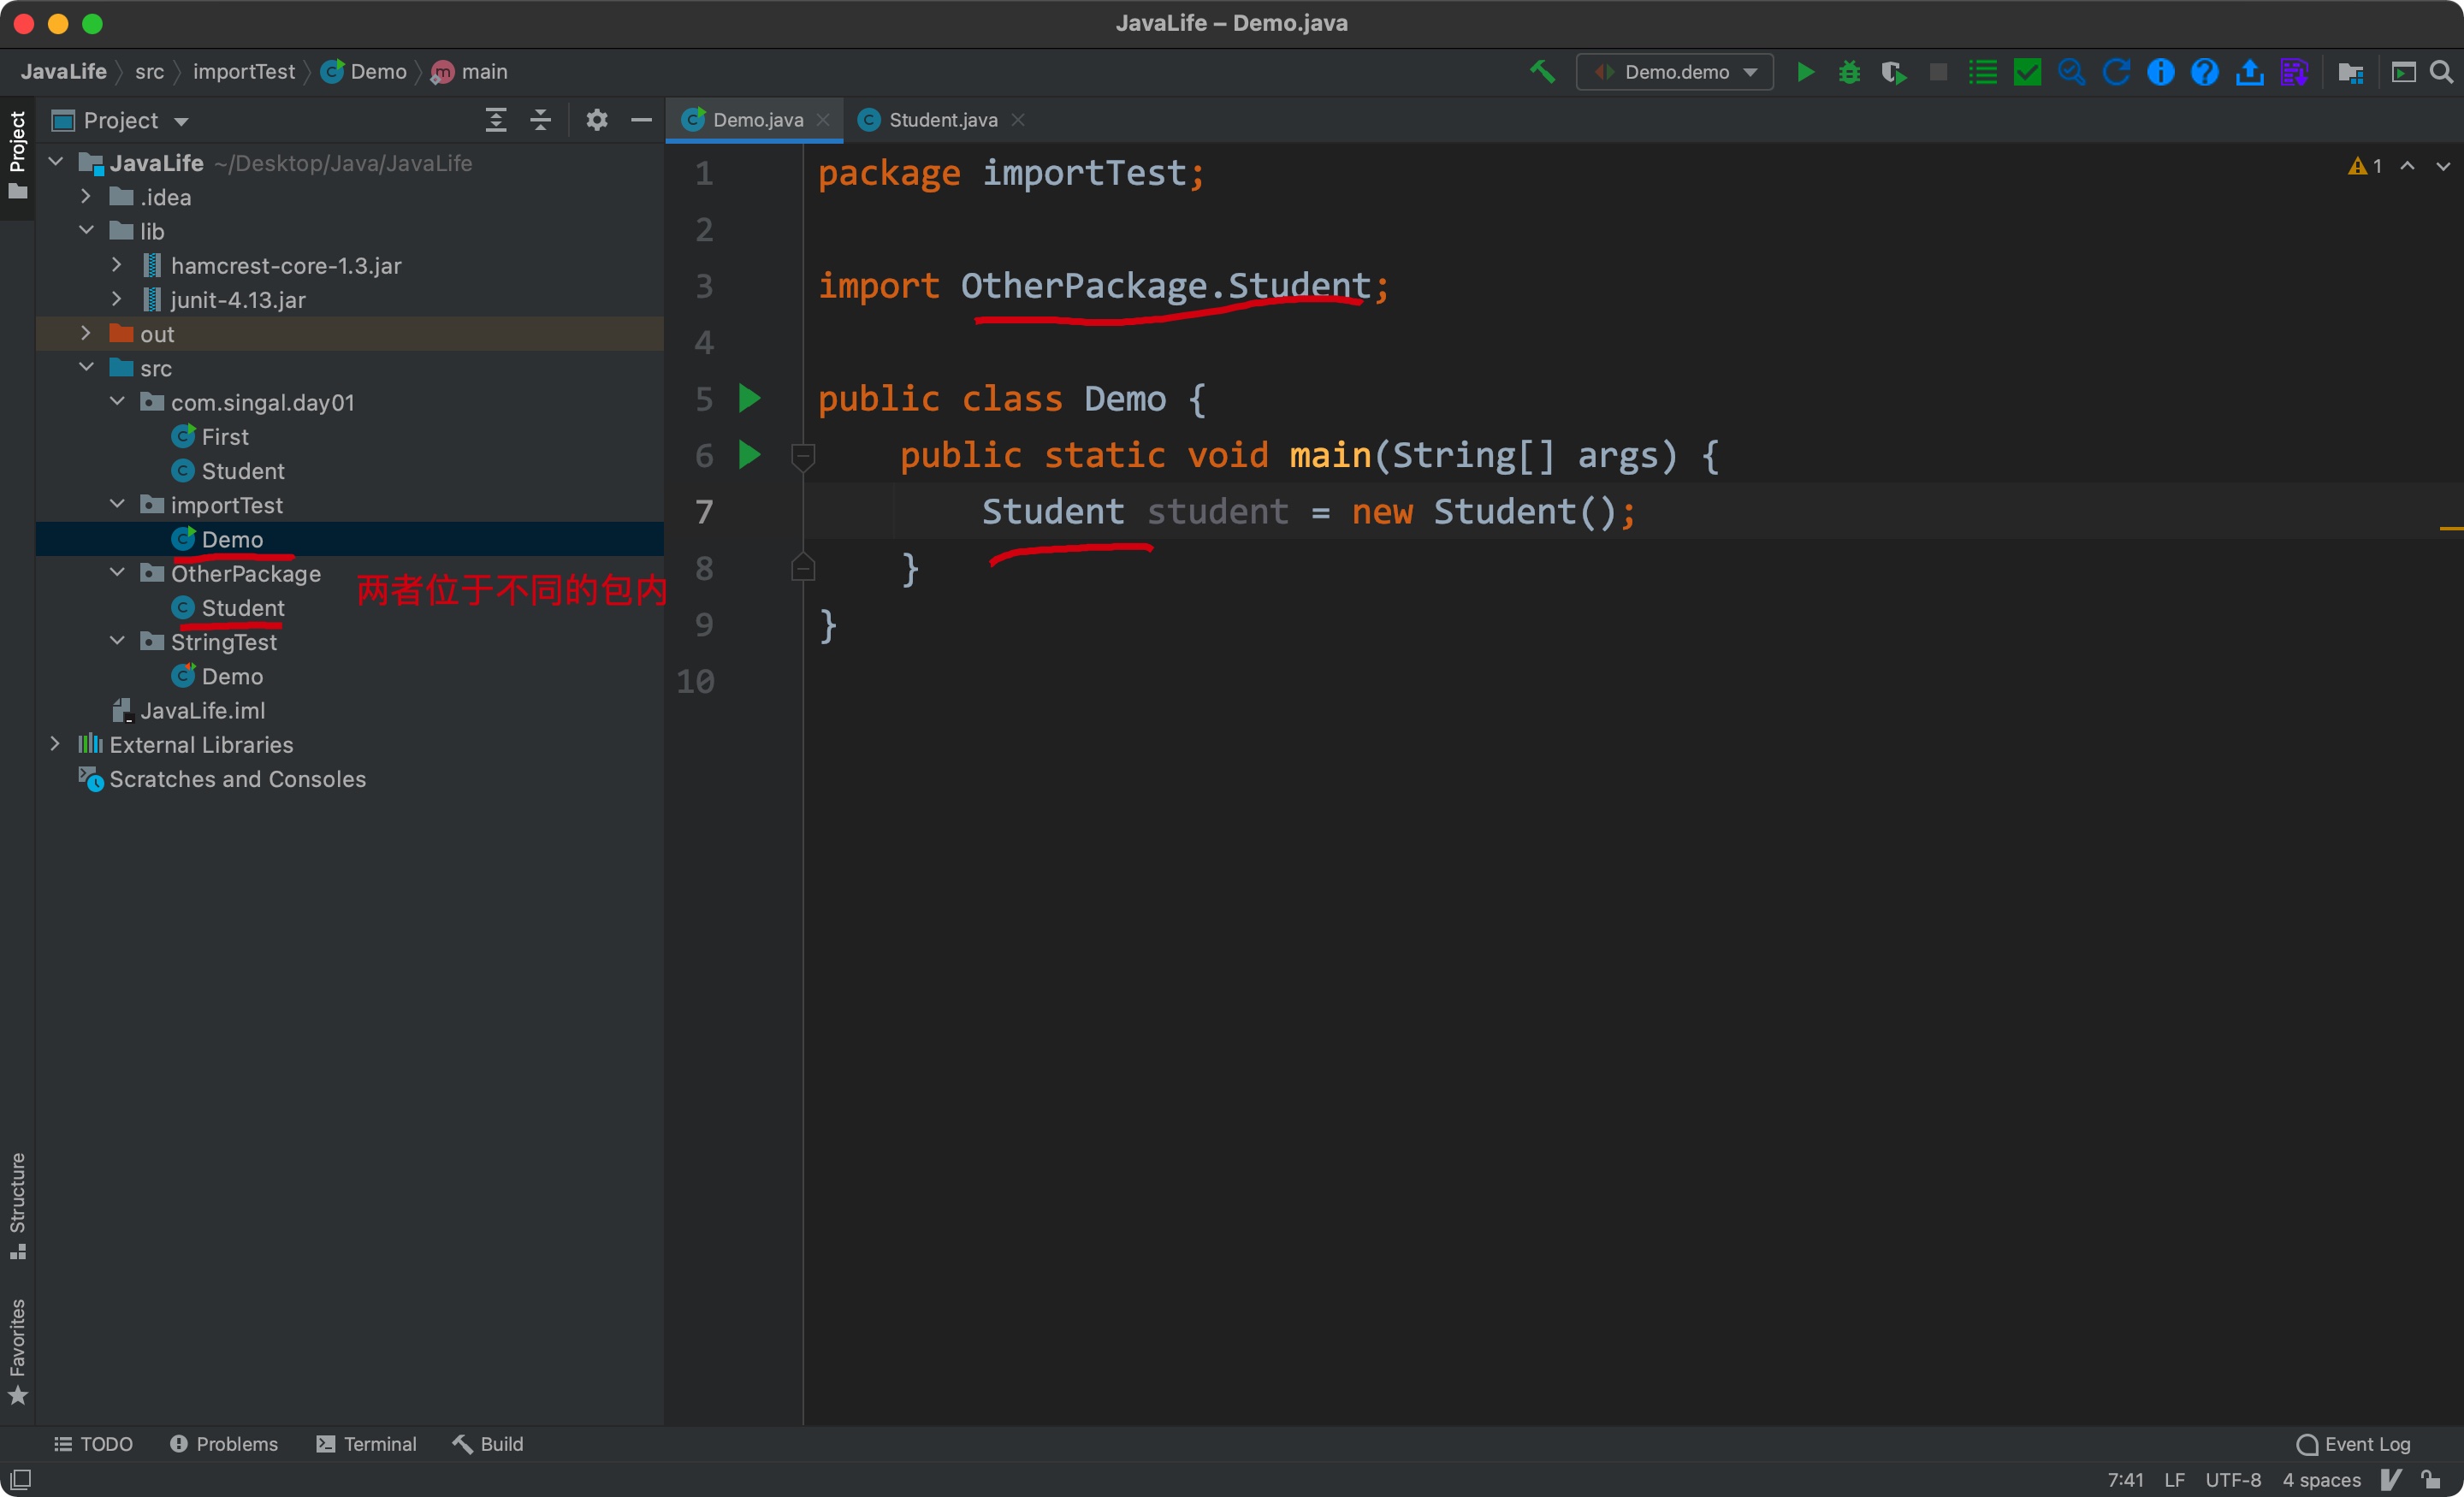 JavaLife – Demo.java
JavaLife src importTest Demo main
Demo.demo
Project
Project
Demo.java
Student.java
JavaLife ~/Desktop/Java/JavaLife
.idea
lib
hamcrest-core-1.3.jar
junit-4.13.jar
out
src
com.singal.day01
First
Student
importTest
Demo
OtherPackage
两者位于不同的包内
Student
StringTest
Demo
JavaLife.iml
External Libraries
Scratches and Consoles
1 package importTest;
2
3 import OtherPackage.Student;
4
5 public class Demo {
6 public static void main(String[] args) {
7 Student student = new Student();
8 }
9 }
10
1
Structure
Favorites
TODO Problems Terminal Build Event Log
7:41 LF UTF-8 4 spaces